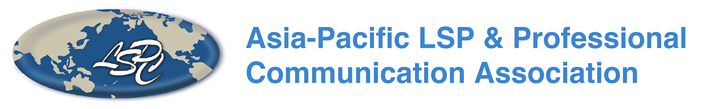 LSPC
Asia-Pacific LSP & Professional
Communication Association